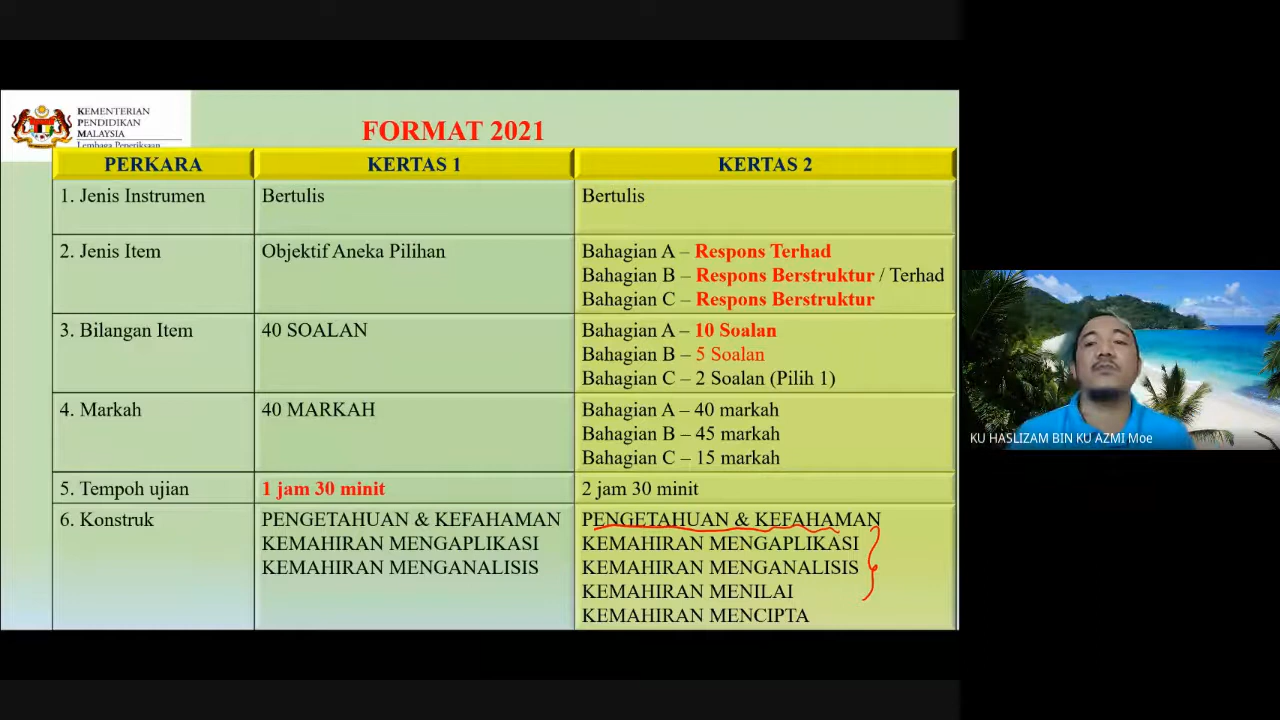 KEMENTERIAN
PENDIDIKAN
MALAYSIA
Lembaga Peperiksaan
FORMAT 2021
PERKARA KERTAS 1 KERTAS 2
1. Jenis Instrumen Bertulis Bertulis
2. Jenis Item Objektif Aneka Pilihan Bahagian A – Respons Terhad
Bahagian B – Respons Berstruktur / Terhad
Bahagian C – Respons Berstruktur
3. Bilangan Item 40 SOALAN Bahagian A – 10 Soalan
Bahagian B – 5 Soalan
Bahagian C – 2 Soalan (Pilih 1)
4. Markah 40 MARKAH Bahagian A – 40 markah
Bahagian B – 45 markah
Bahagian C – 15 markah
5. Tempoh ujian 1 jam 30 minit 2 jam 30 minit
6. Konstruk PENGETAHUAN & KEFAHAMAN PENGETAHUAN & KEFAHAMAN
KEMAHIRAN MENGAPLIKASI KEMAHIRAN MENGAPLIKASI
KEMAHIRAN MENGANALISIS KEMAHIRAN MENGANALISIS
KEMAHIRAN MENILAI
KEMAHIRAN MENCIPTA
KU HASLIZAM BIN KU AZMI Moe